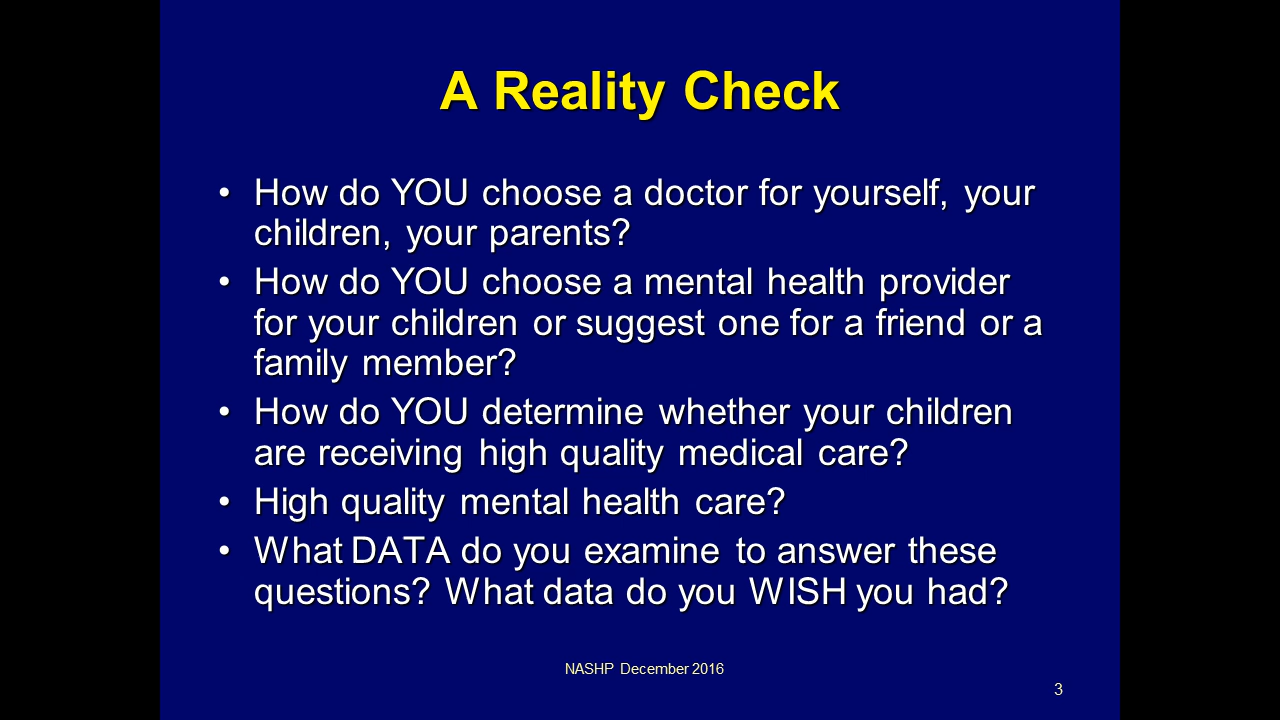 A Reality Check
• How do YOU choose a doctor for yourself, your
children, your parents?
• How do YOU choose a mental health provider
for your children or suggest one for a friend or a
family member?
• How do YOU determine whether your children
are receiving high quality medical care?
• High quality mental health care?
• What DATA do you examine to answer these
questions? What data do you WISH you had?
NASHP December 2016
3